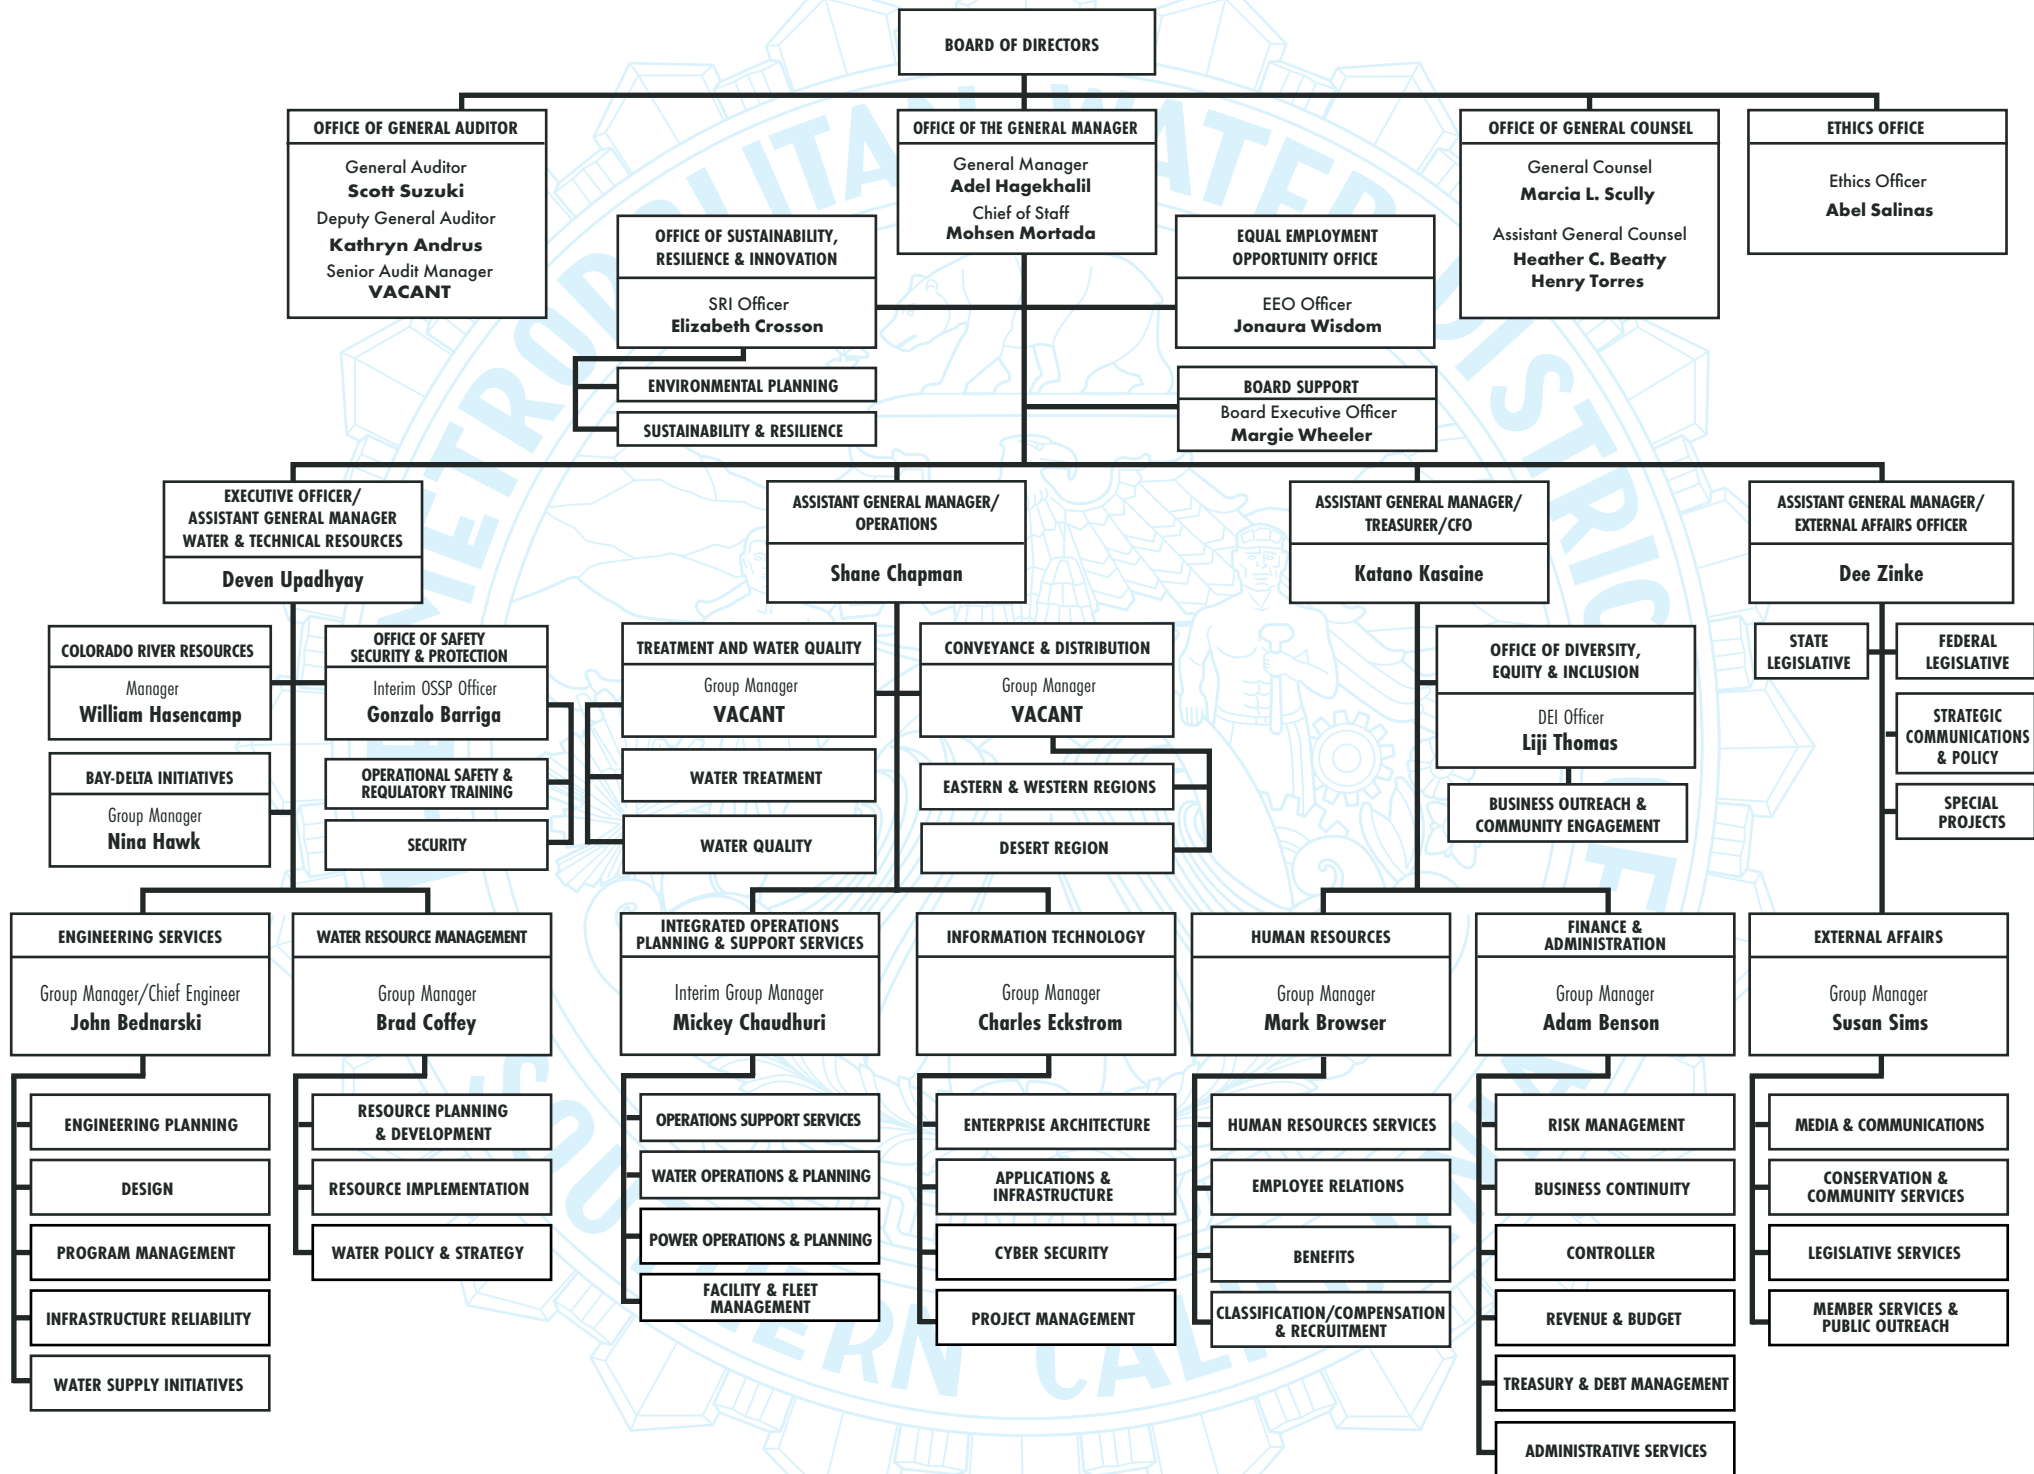 BOARD OF DIRECTORS
OFFICE OF GENERAL AUDITOR
General Auditor
Scott Suzuki
Deputy General Auditor
Kathryn Andrus
Senior Audit Manager
VACANT
OFFICE OF THE GENERAL MANAGER
General Manager
Adel Hagekhalil
Chief of Staff
Mohsen Mortada
OFFICE OF GENERAL COUNSEL
General Counsel
Marcia L. Scully
Assistant General Counsel
Heather C. Beatty
Henry Torres
ETHICS OFFICE
Ethics Officer
Abel Salinas
OFFICE OF SUSTAINABILITY,
RESILIENCE & INNOVATION
SRI Officer
Elizabeth Crosson
ENVIRONMENTAL PLANNING
SUSTAINABILITY & RESILIENCE
EQUAL EMPLOYMENT
OPPORTUNITY OFFICE
EEO Officer
Jonaura Wisdom
BOARD SUPPORT
Board Executive Officer
Margie Wheeler
EXECUTIVE OFFICER/
ASSISTANT GENERAL MANAGER
WATER & TECHNICAL RESOURCES
Deven Upadhyay
ASSISTANT GENERAL MANAGER/
OPERATIONS
Shane Chapman
ASSISTANT GENERAL MANAGER/
TREASURER/CFO
Katano Kasaine
ASSISTANT GENERAL MANAGER/
EXTERNAL AFFAIRS OFFICER
Dee Zinke
COLORADO RIVER RESOURCES
Manager
William Hasencamp
BAY-DELTA INITIATIVES
Group Manager
Nina Hawk
OFFICE OF SAFETY
SECURITY & PROTECTION
Interim OSSP Officer
Gonzalo Barriga
OPERATIONAL SAFETY &
REQULATORY TRAINING
SECURITY
TREATMENT AND WATER QUALITY
Group Manager
VACANT
WATER TREATMENT
WATER QUALITY
CONVEYANCE & DISTRIBUTION
Group Manager
VACANT
EASTERN & WESTERN REGIONS
DESERT REGION
OFFICE OF DIVERSITY,
EQUITY & INCLUSION
DEI Officer
Liji Thomas
BUSINESS OUTREACH &
COMMUNITY ENGAGEMENT
STATE
LEGISLATIVE
FEDERAL
LEGISLATIVE
STRATEGIC
COMMUNICATIONS
& POLICY
SPECIAL
PROJECTS
ENGINEERING SERVICES
Group Manager/Chief Engineer
John Bednarski
ENGINEERING PLANNING
DESIGN
PROGRAM MANAGEMENT
INFRASTRUCTURE RELIABILITY
WATER SUPPLY INITIATIVES
WATER RESOURCE MANAGEMENT
Group Manager
Brad Coffey
RESOURCE PLANNING
& DEVELOPMENT
RESOURCE IMPLEMENTATION
WATER POLICY & STRATEGY
INTEGRATED OPERATIONS
PLANNING & SUPPORT SERVICES
Interim Group Manager
Mickey Chaudhuri
OPERATIONS SUPPORT SERVICES
WATER OPERATIONS & PLANNING
POWER OPERATIONS & PLANNING
FACILITY & FLEET
MANAGEMENT
INFORMATION TECHNOLOGY
Group Manager
Charles Eckstrom
ENTERPRISE ARCHITECTURE
APPLICATIONS &
INFRASTRUCTURE
CYBER SECURITY
PROJECT MANAGEMENT
HUMAN RESOURCES
Group Manager
Mark Browser
HUMAN RESOURCES SERVICES
EMPLOYEE RELATIONS
BENEFITS
CLASSIFICATION/COMPENSATION
& RECRUITMENT
FINANCE &
ADMINISTRATION
Group Manager
Adam Benson
RISK MANAGEMENT
BUSINESS CONTINUITY
CONTROLLER
REVENUE & BUDGET
TREASURY & DEBT MANAGEMENT
ADMINISTRATIVE SERVICES
EXTERNAL AFFAIRS
Group Manager
Susan Sims
MEDIA & COMMUNICATIONS
CONSERVATION &
COMMUNITY SERVICES
LEGISLATIVE SERVICES
MEMBER SERVICES &
PUBLIC OUTREACH